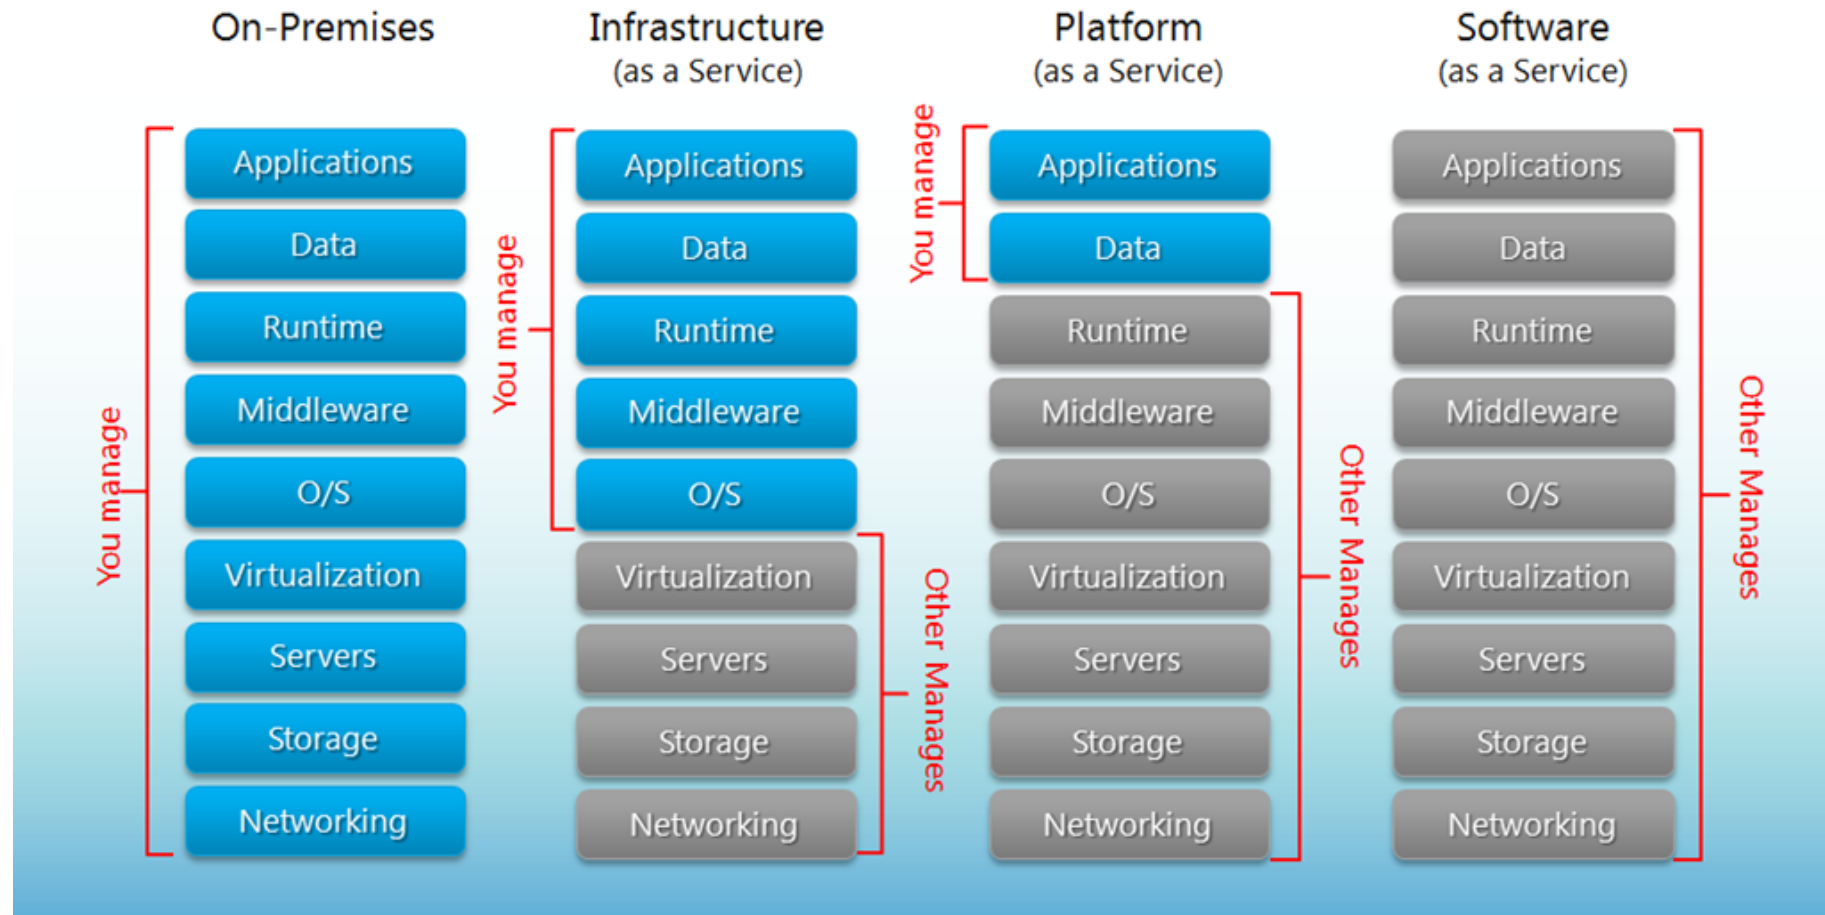 On-Premises
Applications
Data
Runtime
Middleware
O/S
Virtualization
Servers
Storage
Networking
You manage
Infrastructure
(as a Service)
Applications
Data
Runtime
Middleware
O/S
Virtualization
Servers
Storage
Networking
You manage
Other Manages
Platform
(as a Service)
Applications
Data
Runtime
Middleware
O/S
Virtualization
Servers
Storage
Networking
You manage
Other Manages
Software
(as a Service)
Applications
Data
Runtime
Middleware
O/S
Virtualization
Servers
Storage
Networking
Other Manages